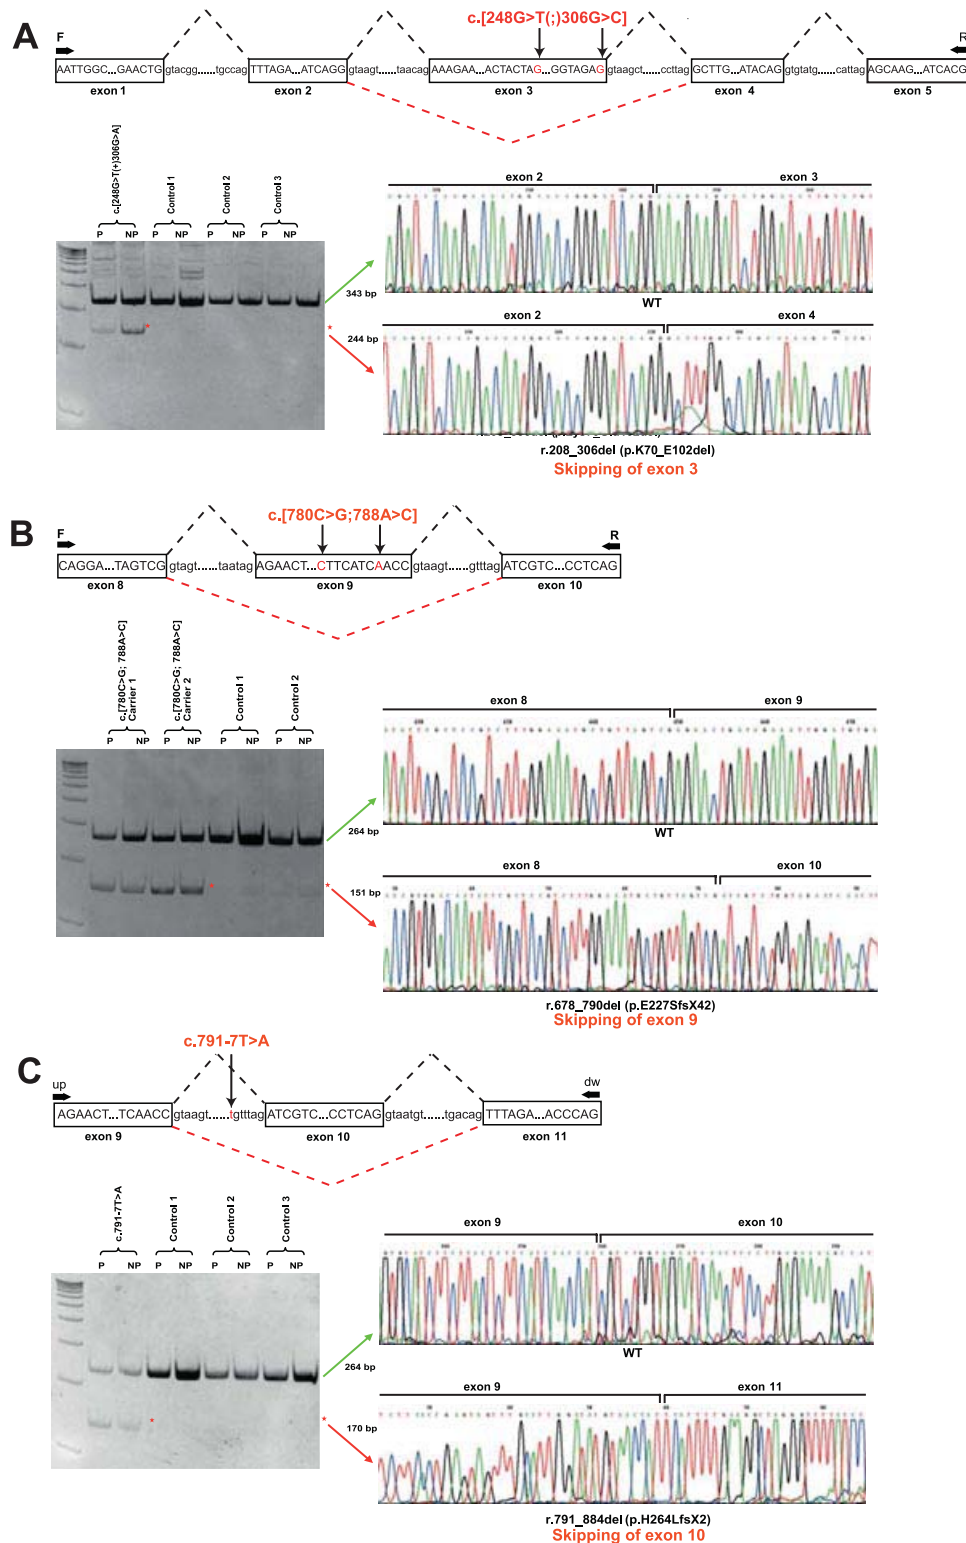 A
c.[248G>T(;)306G>C]
F
R
AATTGGC...GAACTG gtacgg......tgccag TTTAGA...ATCAGG gtaagt......taacag AAAGAA...ACTACTAG...GGTAGAG gtaagct......ccttag GCTTG...ATACAG gtgtatg......cattag AGCAAG...ATCACG
exon 1 exon 2 exon 3 exon 4 exon 5
c.[248G>T(+)306G>A]
Control 1
Control 2
Control 3
P NP P NP P NP P NP
exon 2 exon 3
343 bp
WT
exon 2 exon 4
* *
244 bp
r.208_306del (p.K70_E102del)
Skipping of exon 3
B
c.[780C>G;788A>C]
F
R
CAGGA...TAGTCG gtagt......taatag AGAACT...CTTCATCAACC gtaagt......gtttag ATCGTC...CCTCAG
exon 8 exon 9 exon 10
c.[780C>G; 788A>C]
Carrier 1
c.[780C>G; 788A>C]
Carrier 2
Control 1
Control 2
P NP P NP P NP P NP
exon 8 exon 9
264 bp
WT
exon 8 exon 10
* *
151 bp
r.678_790del (p.E227SfsX42)
Skipping of exon 9
C
c.791-7T>A
up
dw
AGAACT...TCAACC gtaagt......tgtttag ATCGTC...CCTCAG gtaatgt......tgacag TTTAGA...ACCCAG
exon 9 exon 10 exon 11
c.791-7T>A
Control 1
Control 2
Control 3
P NP P NP P NP P NP
exon 9 exon 10
264 bp
WT
exon 9 exon 11
* *
170 bp
r.791_884del (p.H264LfsX2)
Skipping of exon 10